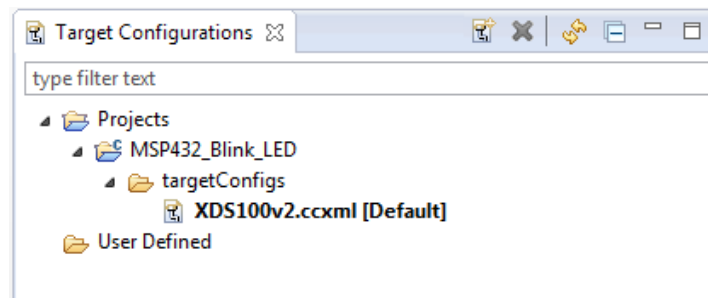 Target Configurations
type filter text
Projects
MSP432_Blink_LED
targetConfigs
XDS100v2.ccxml [Default]
User Defined